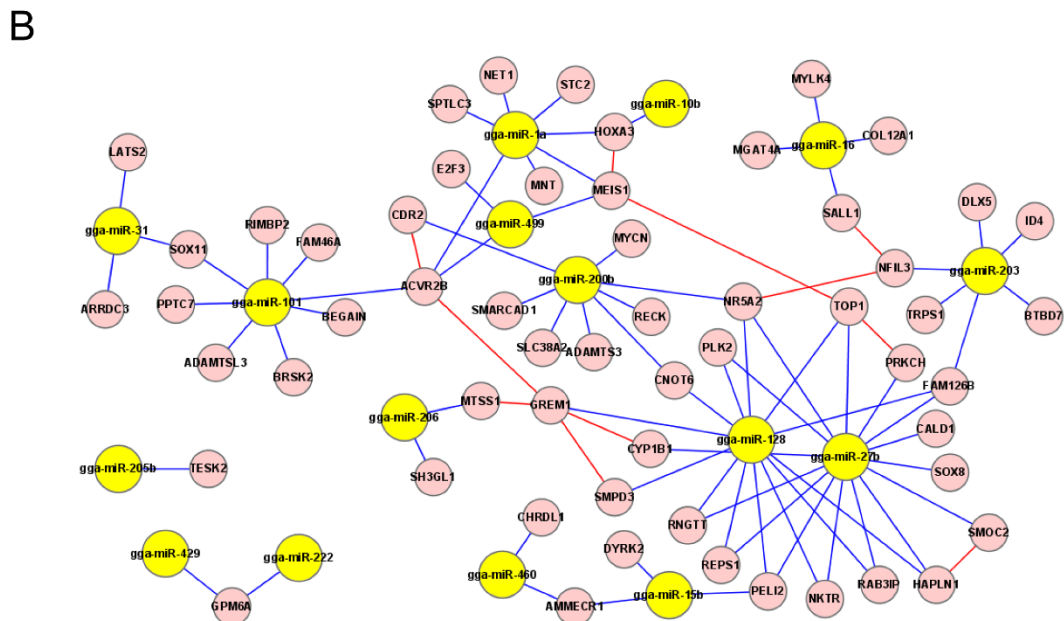 B
NET1
STC2
MYLK4
SPTLC3
gga-miR-10b
gga-miR-1a
HOXA3
COL12A1
MGAT4A
gga-miR-16
LATS2
E2F3
MNT
MEIS1
DLX5
ID4
CDR2
SALL1
RIMBP2
gga-miR-499
gga-miR-31
FAM46A
MYCN
SOX11
NFIL3
gga-miR-203
ACVR2B
gga-miR-200b
PPTC7
gga-miR-101
NR5A2
TOP1
ARRDC3
BEGAIN
SMARCAD1
RECK
TRPS1
BTBD7
SLC38A2
ADAMTS3
PLK2
ADAMTSL3
BRSK2
PRKCH
CNOT6
FAM126B
MTSS1
GREM1
gga-miR-206
CALD1
gga-miR-128
CYP1B1
gga-miR-27b
gga-miR-205b
TESK2
SH3GL1
SOX8
SMPD3
CHRDL1
RNGTT
SMOC2
gga-miR-429
gga-miR-222
DYRK2
REPS1
gga-miR-460
RAB3IP
HAPLN1
PELI2
NKTR
GPM6A
AMMECR1
gga-miR-15b